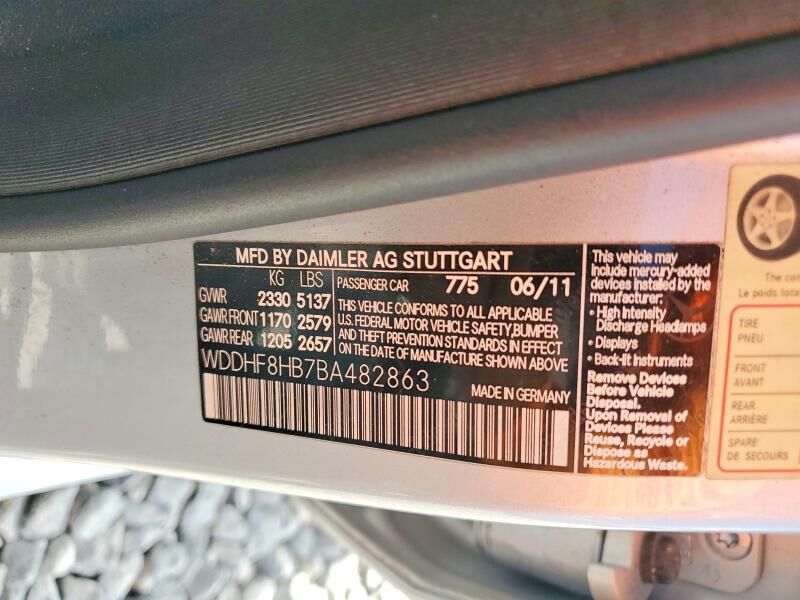 MFD BY DAIMLER AG STUTTGART
KG LBS
GVWR 2330 5137
GAWR FRONT 1170 2579
GAWR REAR 1205 2657
PASSENGER CAR 775 06/11
THIS VEHICLE CONFORMS TO ALL APPLICABLE
U.S. FEDERAL MOTOR VEHICLE SAFETY, BUMPER
AND THEFT PREVENTION STANDARDS IN EFFECT
ON THE DATE OF MANUFACTURE SHOWN ABOVE
WDDHF8HB7BA482863
MADE IN GERMANY
This vehicle may
include mercury-added
devices installed by the
manufacturer:
• High Intensity
Discharge Headlamps
• Displays
• Back-lit Instruments
Remove Devices
Before Vehicle
Disposal.
Upon Removal of
Devices Please
Reuse, Recycle or
Dispose as
Hazardous Waste.
The com
Le poids tota
TIRE
PNEU
FRONT
AVANT
REAR
ARRIÈRE
SPARE
DE SECOURS